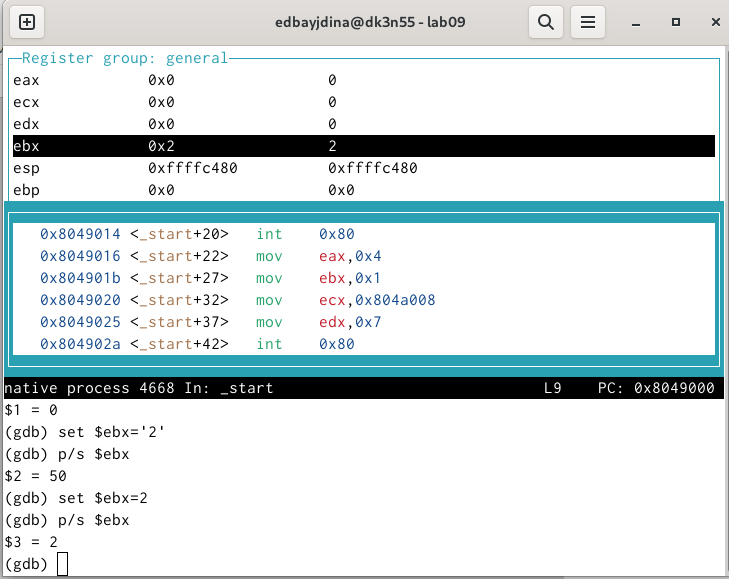 edbayjdina@dk3n55 - lab09
Register group: general
eax 0x0 0
ecx 0x0 0
edx 0x0 0
ebx 0x2 2
esp 0xffffc480 0xffffc480
ebp 0x0 0x0
0x8049014 <_start+20> int 0x80
0x8049016 <_start+22> mov eax,0x4
0x804901b <_start+27> mov ebx,0x1
0x8049020 <_start+32> mov ecx,0x804a008
0x8049025 <_start+37> mov edx,0x7
0x804902a <_start+42> int 0x80
native process 4668 In: _start L9 PC: 0x8049000
$1 = 0
(gdb) set $ebx='2'
(gdb) p/s $ebx
$2 = 50
(gdb) set $ebx=2
(gdb) p/s $ebx
$3 = 2
(gdb)